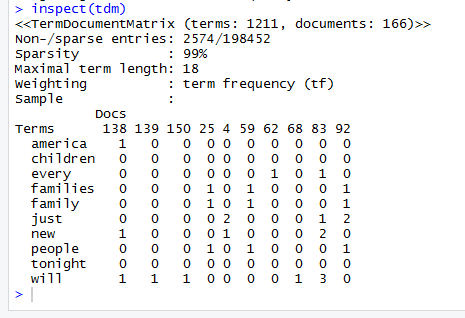 > inspect(tdm)
<<TermDocumentMatrix (terms: 1211, documents: 166)>>
Non-/sparse entries: 2574/198452
Sparsity           : 99%
Maximal term length: 18
Weighting          : term frequency (tf)
Sample             :
          Docs
Terms      138 139 150 25 4 59 62 68 83 92
  america    1   0   0  0 0  0  0  0  0  0
  children   0   0   0  0 0  0  0  0  0  0
  every      0   0   0  0 0  0  1  0  1  0
  families   0   0   0  1 0  1  0  0  0  1
  family     0   0   0  1 0  1  0  0  0  1
  just       0   0   0  0 2  0  0  0  1  2
  new        1   0   0  0 1  0  0  0  2  0
  people     0   0   0  1 0  1  0  0  0  1
  tonight    0   0   0  0 0  0  0  0  0  0
  will       1   1   1  0 0  0  0  1  3  0
>